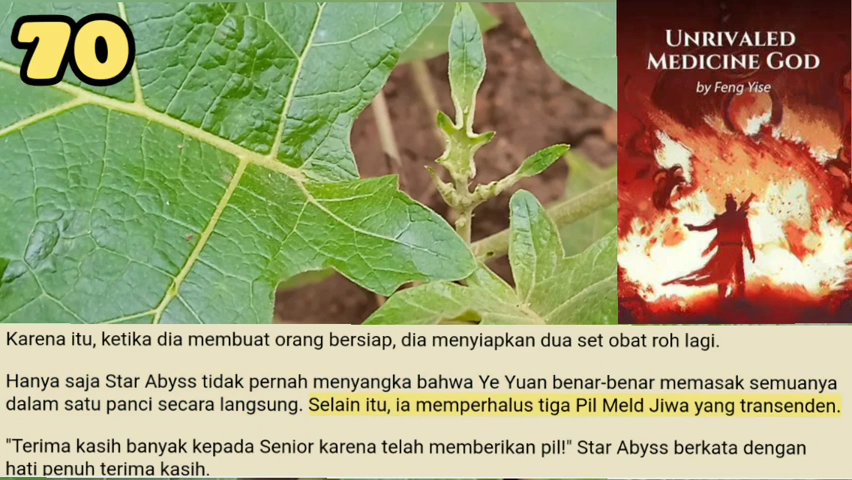 70
UNRIVALED
MEDICINE GOD
by Feng Yise
Karena itu, ketika dia membuat orang bersiap, dia menyiapkan dua set obat roh lagi.
Hanya saja Star Abyss tidak pernah menyangka bahwa Ye Yuan benar-benar memasak semuanya
dalam satu panci secara langsung. Selain itu, ia memperhalus tiga Pil Meld Jiwa yang transenden.
"Terima kasih banyak kepada Senior karena telah memberikan pil!" Star Abyss berkata dengan
hati penuh terima kasih.